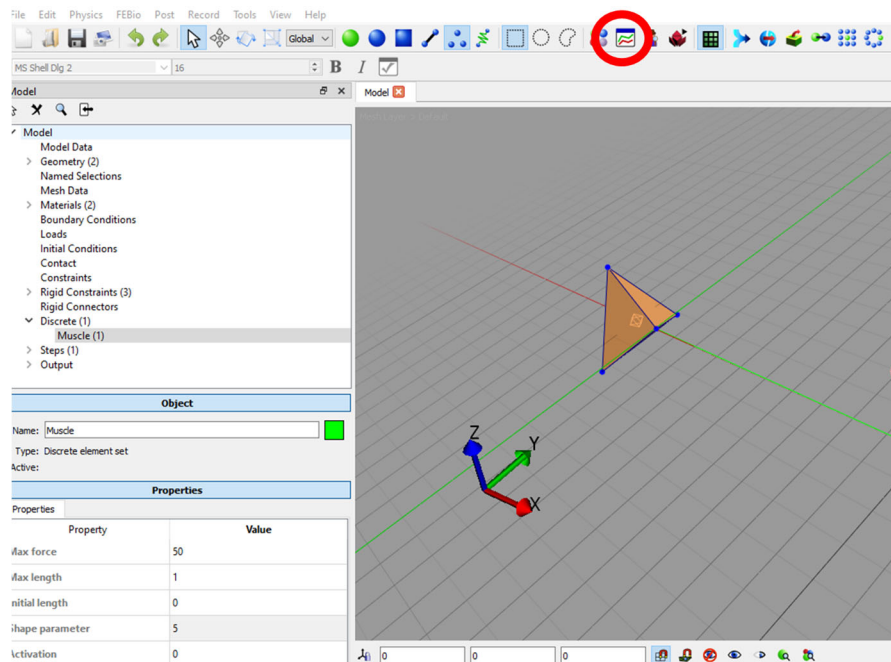 File Edit Physics FEBio Post Record Tools View Help
Global
MS Shell Dlg 2 16 B I
Model
Model
Model
Model Data
Geometry (2)
Named Selections
Mesh Data
Materials (2)
Boundary Conditions
Loads
Initial Conditions
Contact
Constraints
Rigid Constraints (3)
Rigid Connectors
Discrete (1)
Muscle (1)
Steps (1)
Output
Object
Name: Muscle
Type: Discrete element set
Active:
Properties
Properties
Property Value
Max force 50
Max length 1
Initial length 0
Shape parameter 5
Activation 0
Z
Y
X
0 0 0